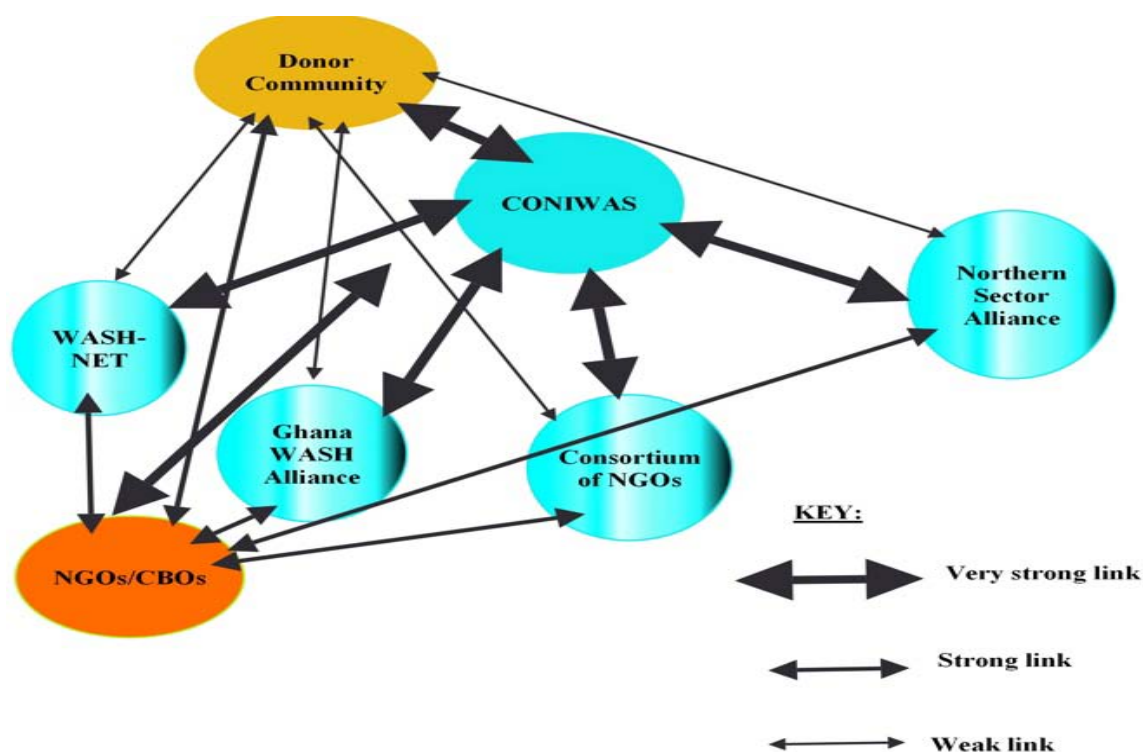 Donor
Community
CONIWAS
Northern
Sector
Alliance
WASH-
NET
Ghana
WASH
Alliance
Consortium
of NGOs
NGOs/CBOs
KEY:
Very strong link
Strong link
Weak link